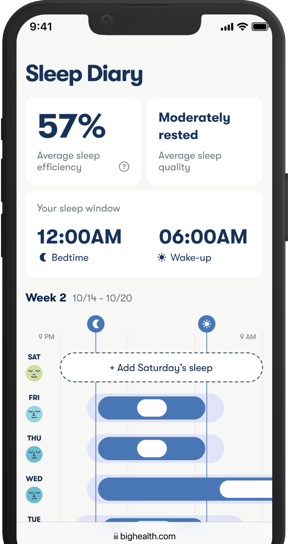 9:41
Sleep Diary
57%
Average sleep
efficiency
?
Moderately
rested
Average sleep
quality
Your sleep window
12:00AM
Bedtime
06:00AM
Wake-up
Week 2 10/14 - 10/20
9 PM
9 AM
SAT
+ Add Saturday's sleep
FRI
THU
WED
TUE
bighealth.com